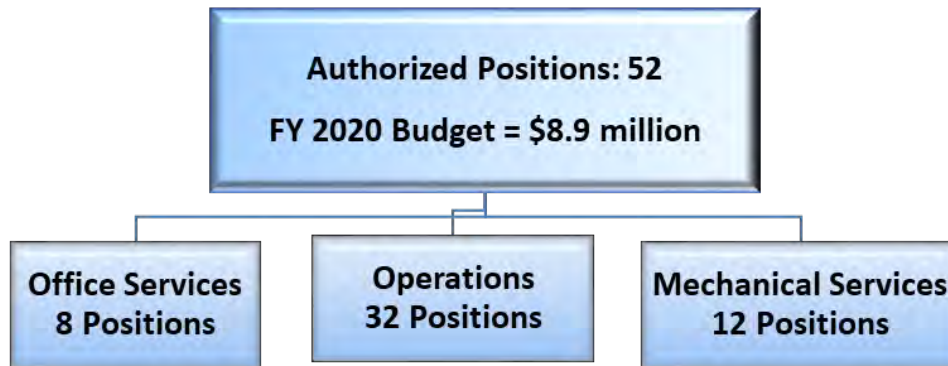 Authorized Positions: 52
FY 2020 Budget = $8.9 million
Office Services
8 Positions
Operations
32 Positions
Mechanical Services
12 Positions